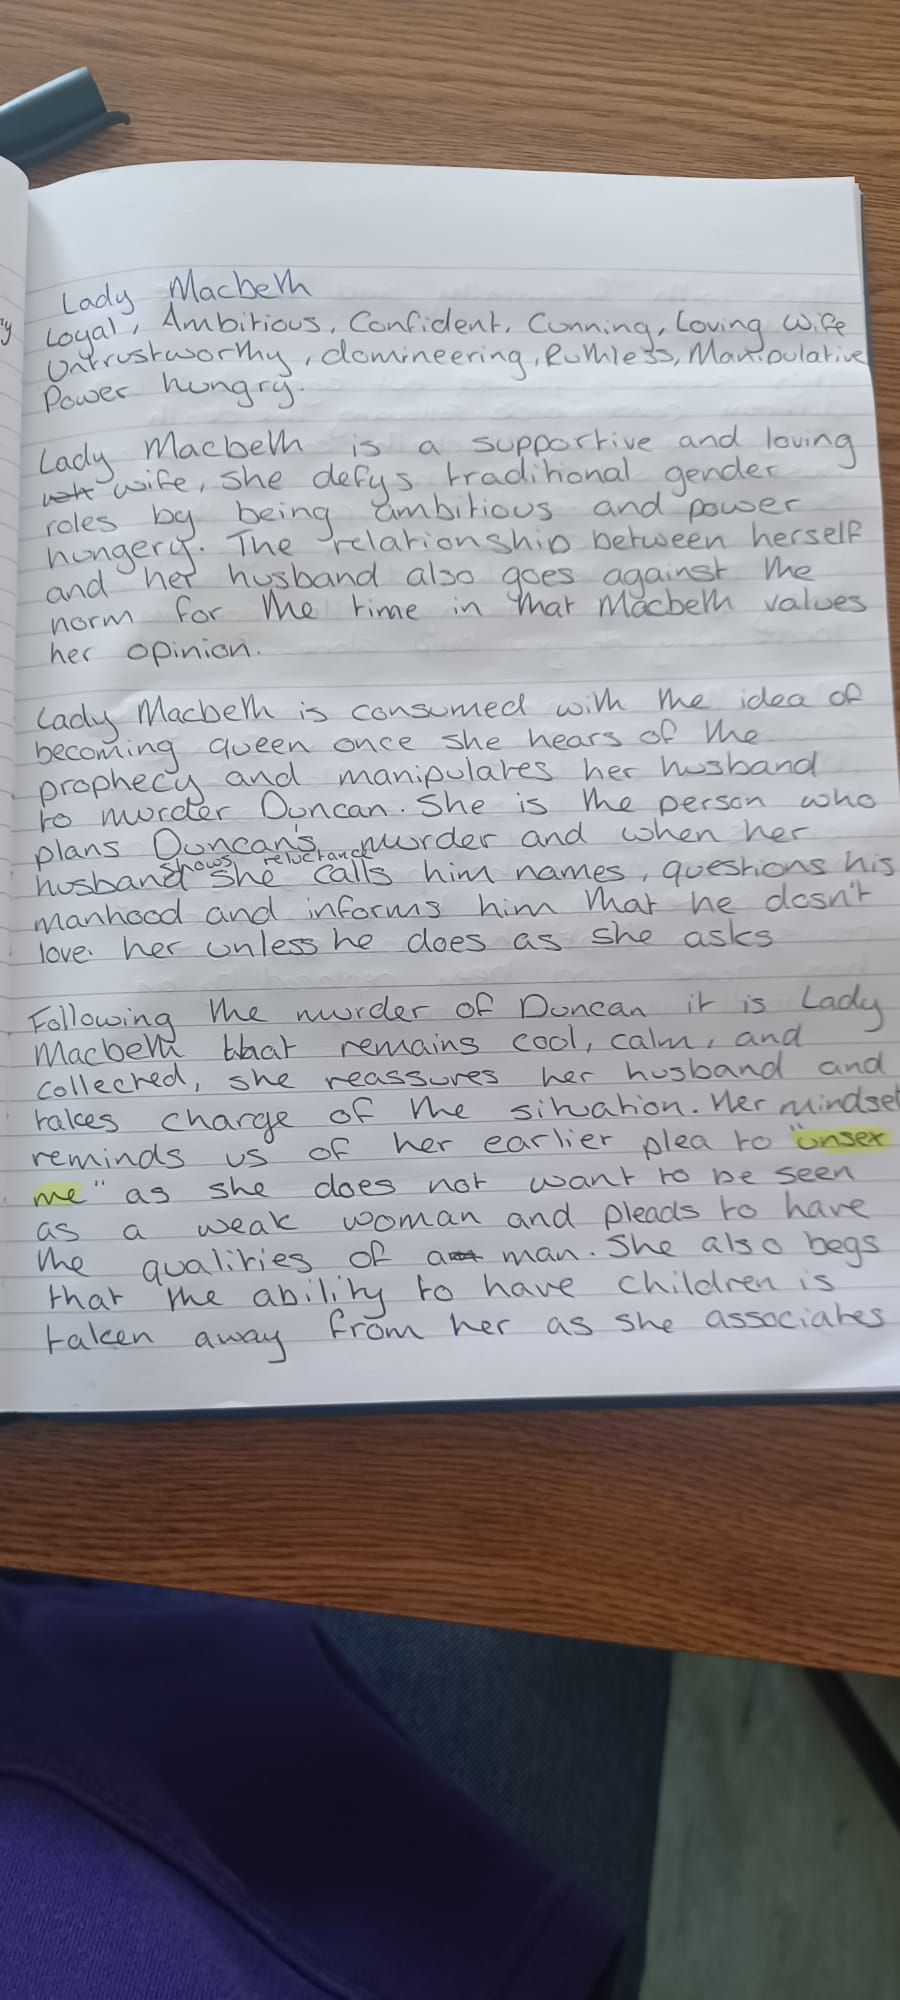 Lady Macbeth
Loyal, Ambitious, Confident, Cunning, Loving Wife
Untrustworthy, domineering, Ruthless, Manipulative
Power hungry.
Lady Macbeth is a supportive and loving
wife, she defys traditional gender
roles by being ambitious and power
hungery. The relationship between herself
and her husband also goes against the
norm for the time in that Macbeth values
her opinion.
Lady Macbeth is consumed with the idea of
becoming queen once she hears of the
prophecy and manipulates her husband
to murder Duncan. She is the person who
plans Duncan's murder and when her
husband shows reluctance she calls him names, questions his
manhood and informs him that he dosn't
love her unless he does as she asks
Following the murder of Duncan it is Lady
Macbeth that remains cool, calm, and
collected, she reassures her husband and
takes charge of the situation. Her mindset
reminds us of her earlier plea to "unsex
me" as she does not want to be seen
as a weak woman and pleads to have
the qualities of a man. She also begs
that the ability to have children is
taken away from her as she associates